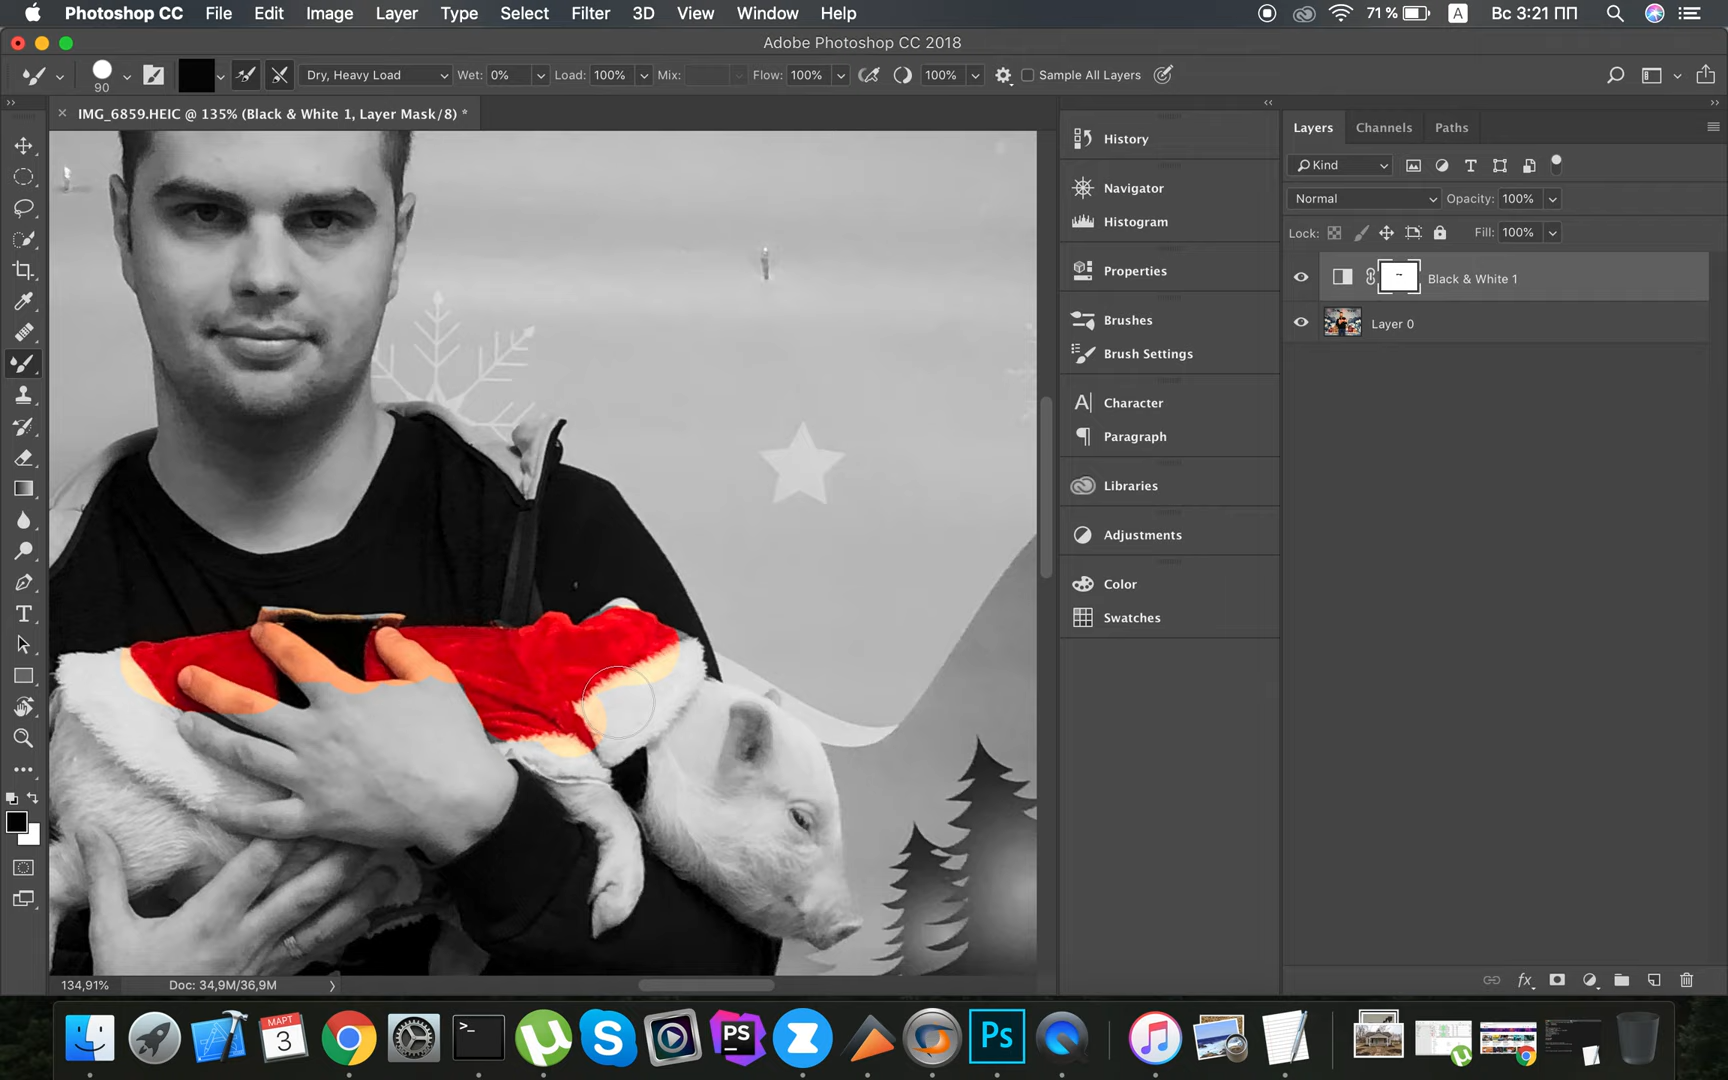 Photoshop CC File Edit Image Layer Type Select Filter 3D View Window Help 71 % A Вс 3:21 ПП
Adobe Photoshop CC 2018
90 Dry, Heavy Load Wet: 0% Load: 100% Mix: Flow: 100% 100% Sample All Layers
IMG_6859.HEIC @ 135% (Black & White 1, Layer Mask/8) *
History
Navigator
Histogram
Properties
Brushes
Brush Settings
Character
Paragraph
Libraries
Adjustments
Color
Swatches
Layers Channels Paths
Kind
Normal Opacity: 100%
Lock: Fill: 100%
Black & White 1
Layer 0
134,91% Doc: 34,9M/36,9M
fx
МАРТ
3
PS
Ps